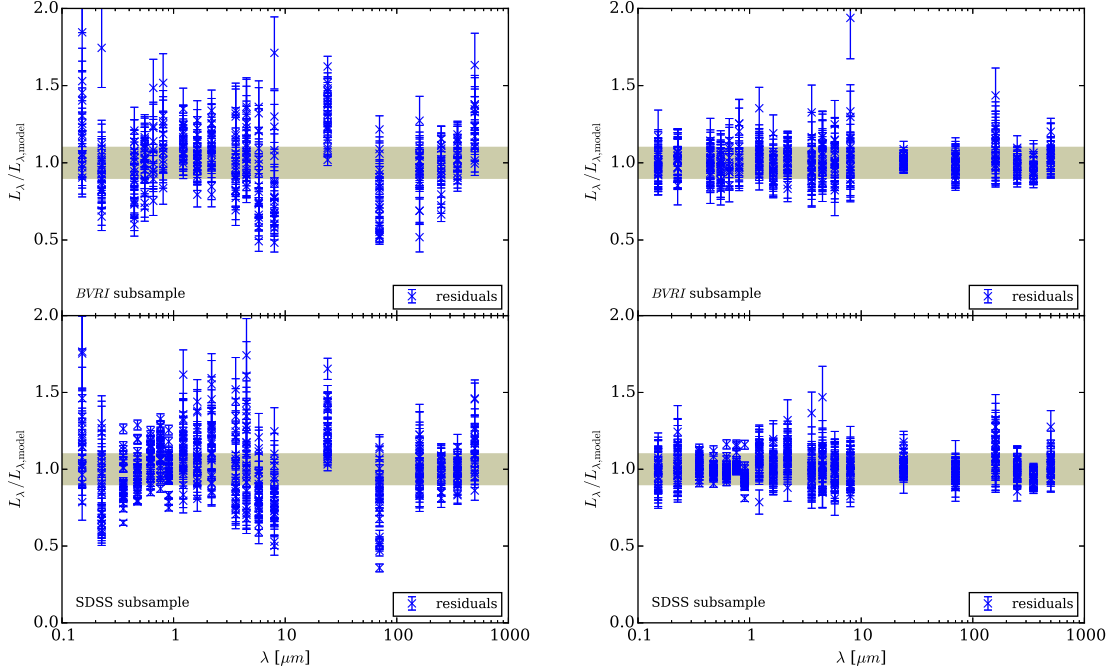 2.0
1.5
1.0
0.5
L_λ/L_λ,model
BVRI subsample
residuals
2.0
1.5
1.0
0.5
0.0
L_λ/L_λ,model
SDSS subsample
residuals
0.1 1 10 100 1000
λ [μm]
2.0
1.5
1.0
0.5
L_λ/L_λ,model
BVRI subsample
residuals
2.0
1.5
1.0
0.5
0.0
L_λ/L_λ,model
SDSS subsample
residuals
0.1 1 10 100 1000
λ [μm]